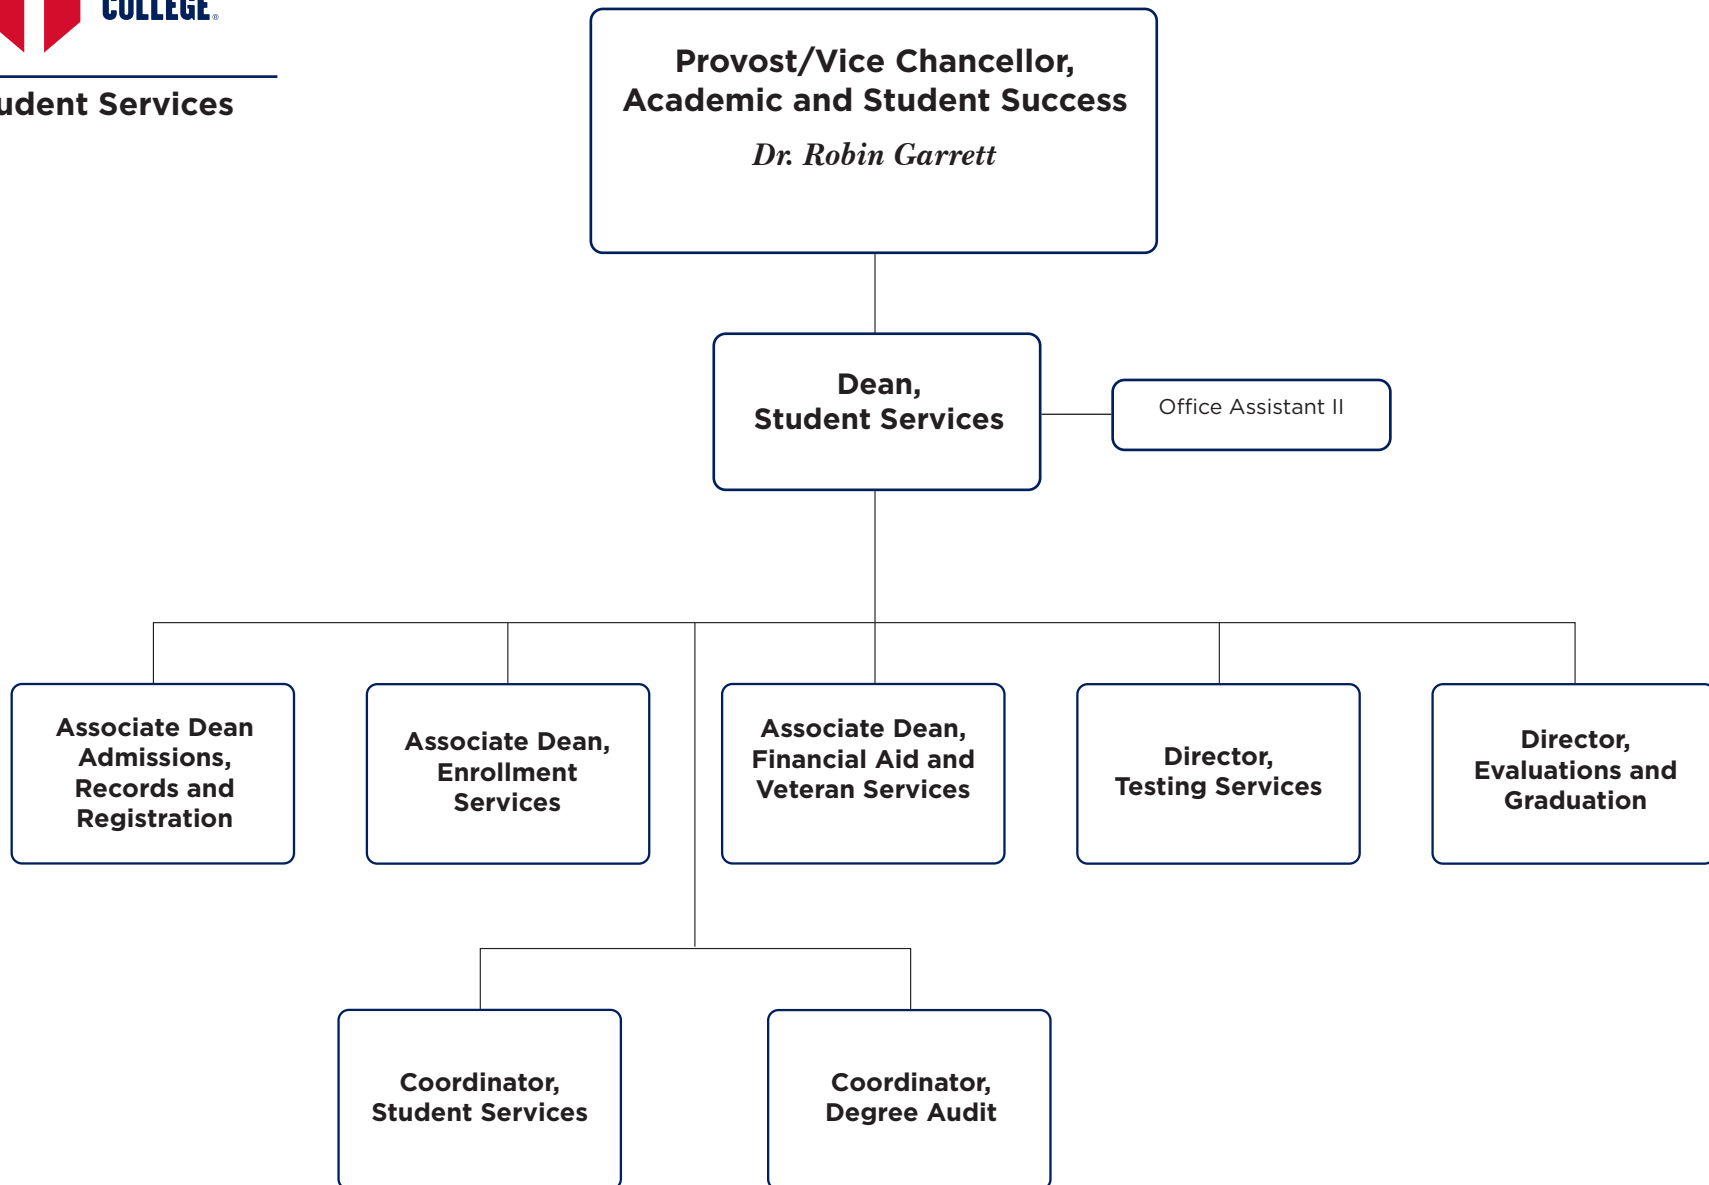 COLLEGE®
udent Services
Provost/Vice Chancellor,
Academic and Student Success
Dr. Robin Garrett
Dean,
Student Services
Office Assistant II
Associate Dean
Admissions,
Records and
Registration
Associate Dean,
Enrollment
Services
Associate Dean,
Financial Aid and
Veteran Services
Director,
Testing Services
Director,
Evaluations and
Graduation
Coordinator,
Student Services
Coordinator,
Degree Audit